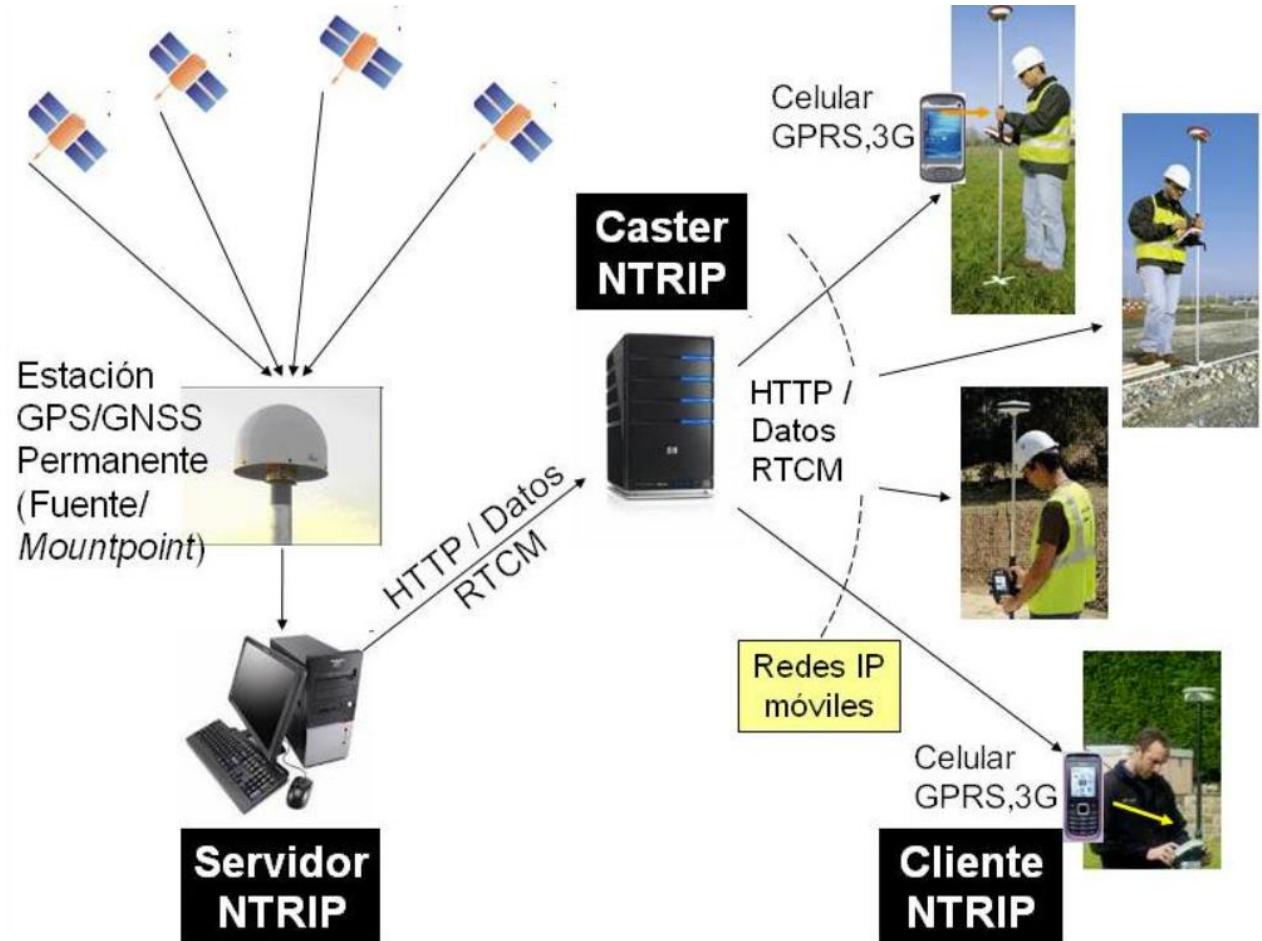 Celular
GPRS,3G
Caster
NTRIP
Estación
GPS/GNSS
Permanente
(Fuente/
Mountpoint)
HTTP / Datos
RTCM
HTTP /
Datos
RTCM
Redes IP
móviles
Celular
GPRS,3G
Servidor
NTRIP
Cliente
NTRIP